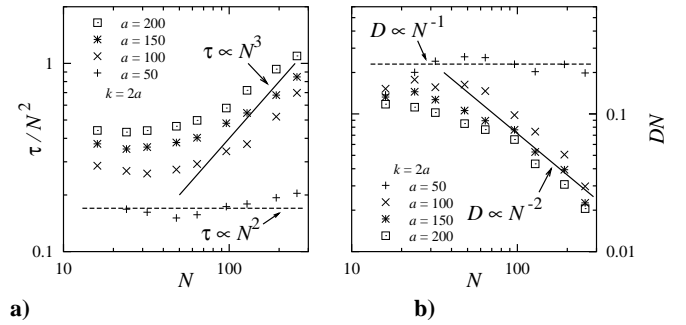 a = 200
a = 150
a = 100
a = 50
k = 2a
τ ∝ N³
τ ∝ N²
1
0.1
τ / N²
10
100
N
a)
D ∝ N⁻¹
D ∝ N⁻²
k = 2a
a = 50
a = 100
a = 150
a = 200
0.1
0.01
DN
10
100
N
b)